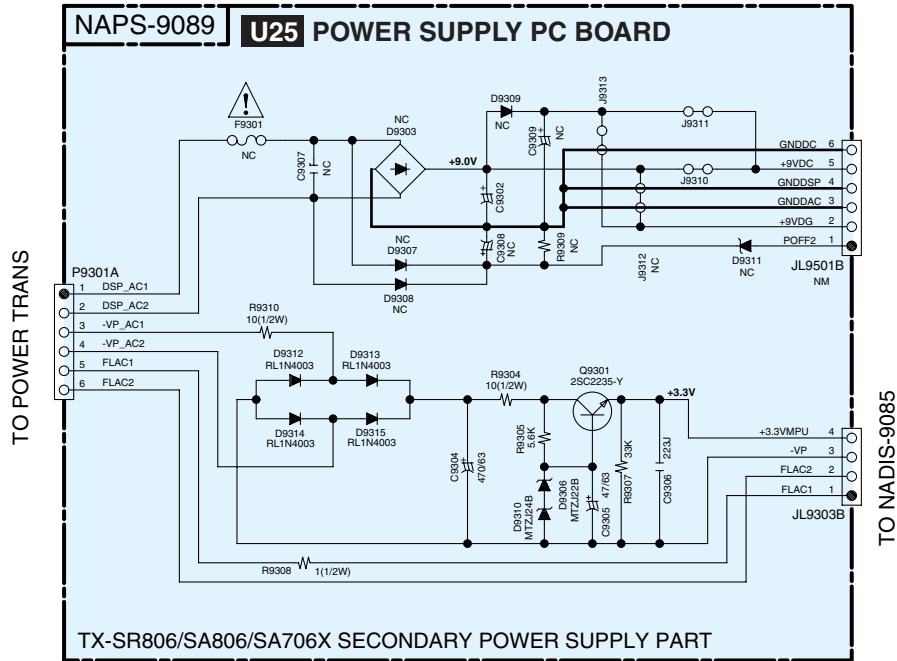 NAPS-9089
U25 POWER SUPPLY PC BOARD
F9301
NC
C9307
NC
NC
D9303
+9.0V
D9309
NC
C9309
NC
J9313
J9311
J9310
C9302
C9308
NC
R9309
NC
NC
D9307
D9308
NC
J9312
NC
D9311
NC
GNDDC 6
+9VDC 5
GNDDSP 4
GNDDAC 3
+9VDG 2
POFF2 1
JL9501B
NM
TO POWER TRANS
P9301A
1 DSP_AC1
2 DSP_AC2
3 -VP_AC1
4 -VP_AC2
5 FLAC1
6 FLAC2
R9310
10(1/2W)
D9312
RL1N4003
D9313
RL1N4003
D9314
RL1N4003
D9315
RL1N4003
R9304
10(1/2W)
Q9301
2SC2235-Y
+3.3V
C9304
470/63
R9305
5.6K
D9310
MTZJ24B
D9306
MTZJ22B
C9305
47/63
R9307
33K
C9306
223J
R9308
1(1/2W)
+3.3VMPU 4
-VP 3
FLAC2 2
FLAC1 1
JL9303B
TO NADIS-9085
TX-SR806/SA806/SA706X SECONDARY POWER SUPPLY PART